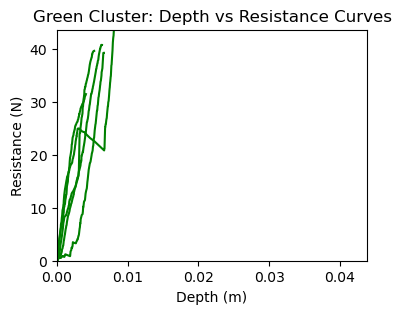 Green Cluster: Depth vs Resistance Curves
Resistance (N)
40
30
20
10
0
0.00 0.01 0.02 0.03 0.04
Depth (m)